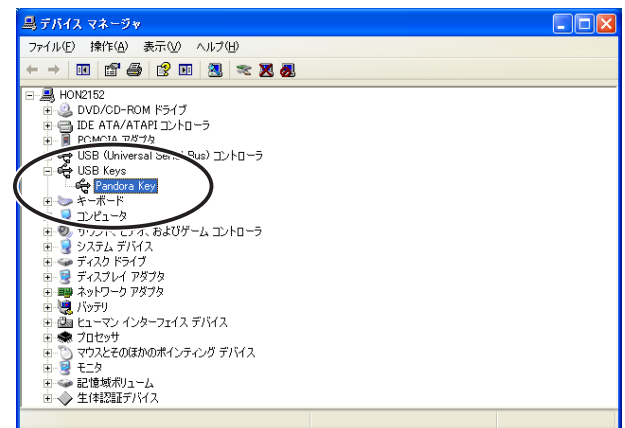 デバイス マネージャ
ファイル(F) 操作(A) 表示(V) ヘルプ(H)
HON2152
DVD/CD-ROM ドライブ
IDE ATA/ATAPI コントローラ
PCMCIA アダプタ
USB (Universal Serial Bus) コントローラ
USB Keys
Pandora Key
キーボード
コンピュータ
サウンド、ビデオ、およびゲーム コントローラ
システム デバイス
ディスク ドライブ
ディスプレイ アダプタ
ネットワーク アダプタ
バッテリ
ヒューマン インターフェイス デバイス
プロセッサ
マウスとそのほかのポインティング デバイス
モニタ
記憶域ボリューム
生体認証デバイス